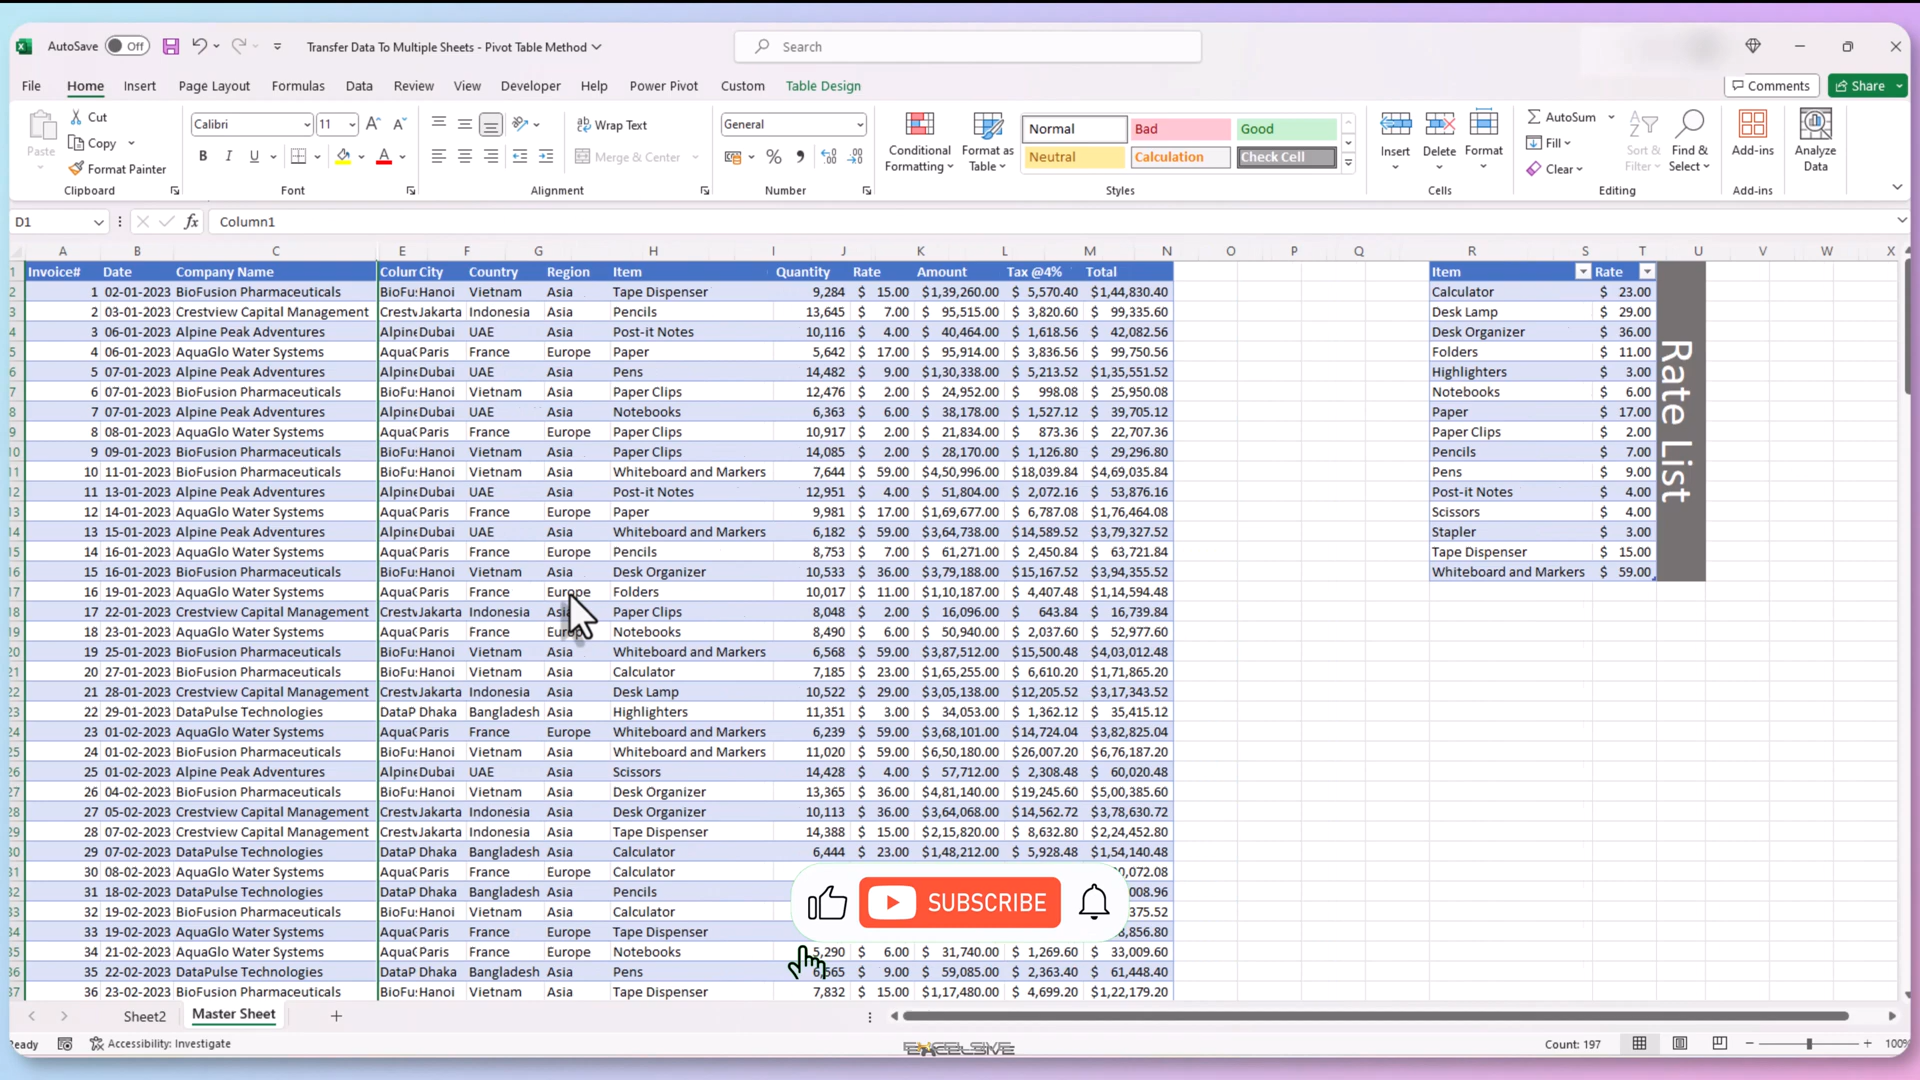 AutoSave Off Transfer Data To Multiple Sheets - Pivot Table Method Search
File Home Insert Page Layout Formulas Data Review View Developer Help Power Pivot Custom Table Design Comments Share
Paste Cut Copy Format Painter Clipboard
Calibri 11 B I U Font
Wrap Text Merge & Center Alignment
General % Number
Conditional Formatting Format as Table Normal Bad Good Neutral Calculation Check Cell Styles
Insert Delete Format Cells
AutoSum Fill Clear Sort & Filter Find & Select Editing
Add-ins Add-ins Analyze Data
D1 fx Column1
A B C E F G H I J K L M N O P Q R S T U V W X
Invoice# Date Company Name Colum City Country Region Item Quantity Rate Amount Tax @4% Total Item Rate
1 02-01-2023 BioFusion Pharmaceuticals BioFu: Hanoi Vietnam Asia Tape Dispenser 9,284 $ 15.00 $1,39,260.00 $ 5,570.40 $1,44,830.40 Calculator $ 23.00
2 03-01-2023 Crestview Capital Management Crestv Jakarta Indonesia Asia Pencils 13,645 $ 7.00 $ 95,515.00 $ 3,820.60 $ 99,335.60 Desk Lamp $ 29.00
3 06-01-2023 Alpine Peak Adventures Alpine Dubai UAE Asia Post-it Notes 10,116 $ 4.00 $ 40,464.00 $ 1,618.56 $ 42,082.56 Desk Organizer $ 36.00
4 06-01-2023 AquaGlo Water Systems AquaG Paris France Europe Paper 5,642 $ 17.00 $ 95,914.00 $ 3,836.56 $ 99,750.56 Folders $ 11.00
5 07-01-2023 Alpine Peak Adventures Alpine Dubai UAE Asia Pens 14,482 $ 9.00 $1,30,338.00 $ 5,213.52 $1,35,551.52 Highlighters $ 3.00
6 07-01-2023 BioFusion Pharmaceuticals BioFu: Hanoi Vietnam Asia Paper Clips 12,476 $ 2.00 $ 24,952.00 $ 998.08 $ 25,950.08 Notebooks $ 6.00
7 07-01-2023 Alpine Peak Adventures Alpine Dubai UAE Asia Notebooks 6,363 $ 6.00 $ 38,178.00 $ 1,527.12 $ 39,705.12 Paper $ 17.00
8 08-01-2023 AquaGlo Water Systems AquaG Paris France Europe Paper Clips 10,917 $ 2.00 $ 21,834.00 $ 873.36 $ 22,707.36 Paper Clips $ 2.00
9 09-01-2023 BioFusion Pharmaceuticals BioFu: Hanoi Vietnam Asia Paper Clips 14,085 $ 2.00 $ 28,170.00 $ 1,126.80 $ 29,296.80 Pencils $ 7.00
10 11-01-2023 BioFusion Pharmaceuticals BioFu: Hanoi Vietnam Asia Whiteboard and Markers 7,644 $ 59.00 $4,50,996.00 $18,039.84 $4,69,035.84 Pens $ 9.00
11 13-01-2023 Alpine Peak Adventures Alpine Dubai UAE Asia Post-it Notes 12,951 $ 4.00 $ 51,804.00 $ 2,072.16 $ 53,876.16 Post-it Notes $ 4.00
12 14-01-2023 AquaGlo Water Systems AquaG Paris France Europe Paper 9,981 $ 17.00 $1,69,677.00 $ 6,787.08 $1,76,464.08 Scissors $ 4.00
13 15-01-2023 Alpine Peak Adventures Alpine Dubai UAE Asia Whiteboard and Markers 6,182 $ 59.00 $3,64,738.00 $14,589.52 $3,79,327.52 Stapler $ 3.00
14 16-01-2023 AquaGlo Water Systems AquaG Paris France Europe Pencils 8,753 $ 7.00 $ 61,271.00 $ 2,450.84 $ 63,721.84 Tape Dispenser $ 15.00
15 16-01-2023 BioFusion Pharmaceuticals BioFu: Hanoi Vietnam Asia Desk Organizer 10,533 $ 36.00 $3,79,188.00 $15,167.52 $3,94,355.52 Whiteboard and Markers $ 59.00
Rate List
16 19-01-2023 AquaGlo Water Systems AquaG Paris France Europe Folders 10,017 $ 11.00 $1,10,187.00 $ 4,407.48 $1,14,594.48
17 22-01-2023 Crestview Capital Management Crestv Jakarta Indonesia Asia Paper Clips 8,048 $ 2.00 $ 16,096.00 $ 643.84 $ 16,739.84
18 23-01-2023 AquaGlo Water Systems AquaG Paris France Europe Notebooks 8,490 $ 6.00 $ 50,940.00 $ 2,037.60 $ 52,977.60
19 25-01-2023 BioFusion Pharmaceuticals BioFu: Hanoi Vietnam Asia Whiteboard and Markers 6,568 $ 59.00 $3,87,512.00 $15,500.48 $4,03,012.48
20 27-01-2023 BioFusion Pharmaceuticals BioFu: Hanoi Vietnam Asia Calculator 7,185 $ 23.00 $1,65,255.00 $ 6,610.20 $1,71,865.20
21 28-01-2023 Crestview Capital Management Crestv Jakarta Indonesia Asia Desk Lamp 10,522 $ 29.00 $3,05,138.00 $12,205.52 $3,17,343.52
22 29-01-2023 DataPulse Technologies DataP Dhaka Bangladesh Asia Highlighters 11,351 $ 3.00 $ 34,053.00 $ 1,362.12 $ 35,415.12
23 01-02-2023 AquaGlo Water Systems AquaG Paris France Europe Whiteboard and Markers 6,239 $ 59.00 $3,68,101.00 $14,724.04 $3,82,825.04
24 01-02-2023 BioFusion Pharmaceuticals BioFu: Hanoi Vietnam Asia Whiteboard and Markers 11,020 $ 59.00 $6,50,180.00 $26,007.20 $6,76,187.20
25 01-02-2023 Alpine Peak Adventures Alpine Dubai UAE Asia Scissors 14,428 $ 4.00 $ 57,712.00 $ 2,308.48 $ 60,020.48
26 04-02-2023 BioFusion Pharmaceuticals BioFu: Hanoi Vietnam Asia Desk Organizer 13,365 $ 36.00 $4,81,140.00 $19,245.60 $5,00,385.60
27 05-02-2023 Crestview Capital Management Crestv Jakarta Indonesia Asia Desk Organizer 10,113 $ 36.00 $3,64,068.00 $14,562.72 $3,78,630.72
28 07-02-2023 Crestview Capital Management Crestv Jakarta Indonesia Asia Tape Dispenser 14,388 $ 15.00 $2,15,820.00 $ 8,632.80 $2,24,452.80
29 07-02-2023 DataPulse Technologies DataP Dhaka Bangladesh Asia Calculator 6,444 $ 23.00 $1,48,212.00 $ 5,928.48 $1,54,140.48
30 08-02-2023 AquaGlo Water Systems AquaG Paris France Europe Calculator 0,072.08
31 18-02-2023 DataPulse Technologies DataP Dhaka Bangladesh Asia Pencils 008.96
32 19-02-2023 BioFusion Pharmaceuticals BioFu: Hanoi Vietnam Asia Calculator SUBSCRIBE 375.52
33 19-02-2023 AquaGlo Water Systems AquaG Paris France Europe Tape Dispenser 856.80
34 21-02-2023 AquaGlo Water Systems AquaG Paris France Europe Notebooks 5,290 $ 6.00 $ 31,740.00 $ 1,269.60 $ 33,009.60
35 22-02-2023 DataPulse Technologies DataP Dhaka Bangladesh Asia Pens 6,565 $ 9.00 $ 59,085.00 $ 2,363.40 $ 61,448.40
36 23-02-2023 BioFusion Pharmaceuticals BioFu: Hanoi Vietnam Asia Tape Dispenser 7,832 $ 15.00 $1,17,480.00 $ 4,699.20 $1,22,179.20
Sheet2 Master Sheet
eady Accessibility: Investigate EXCELSIVE Count: 197 100%